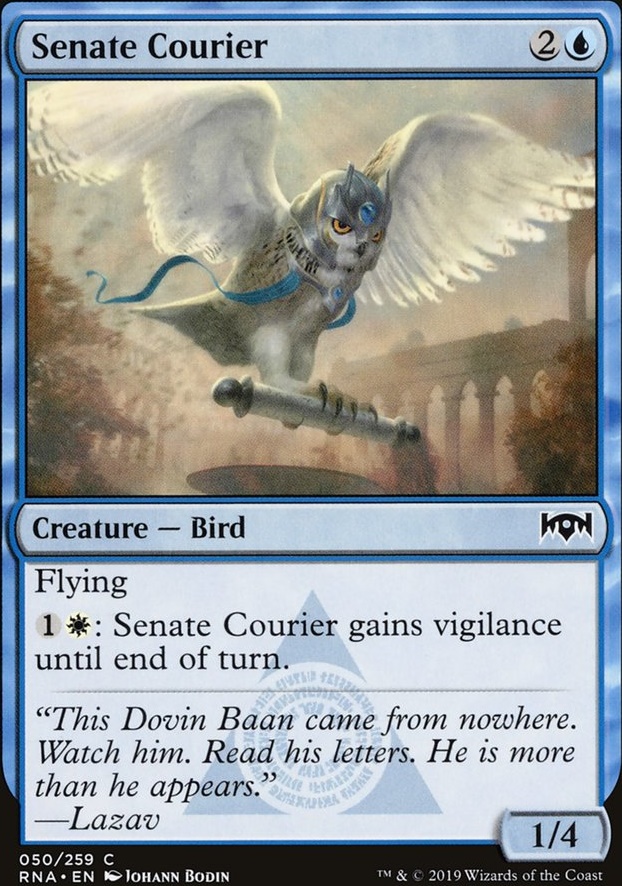 Senate Courier 2
Creature — Bird
Flying
1 : Senate Courier gains vigilance
until end of turn.
“This Dovin Baan came from nowhere.
Watch him. Read his letters. He is more
than he appears.”
—Lazav
1/4
050/259 C
RNA • EN Johann Bodin
™ & © 2019 Wizards of the Coast